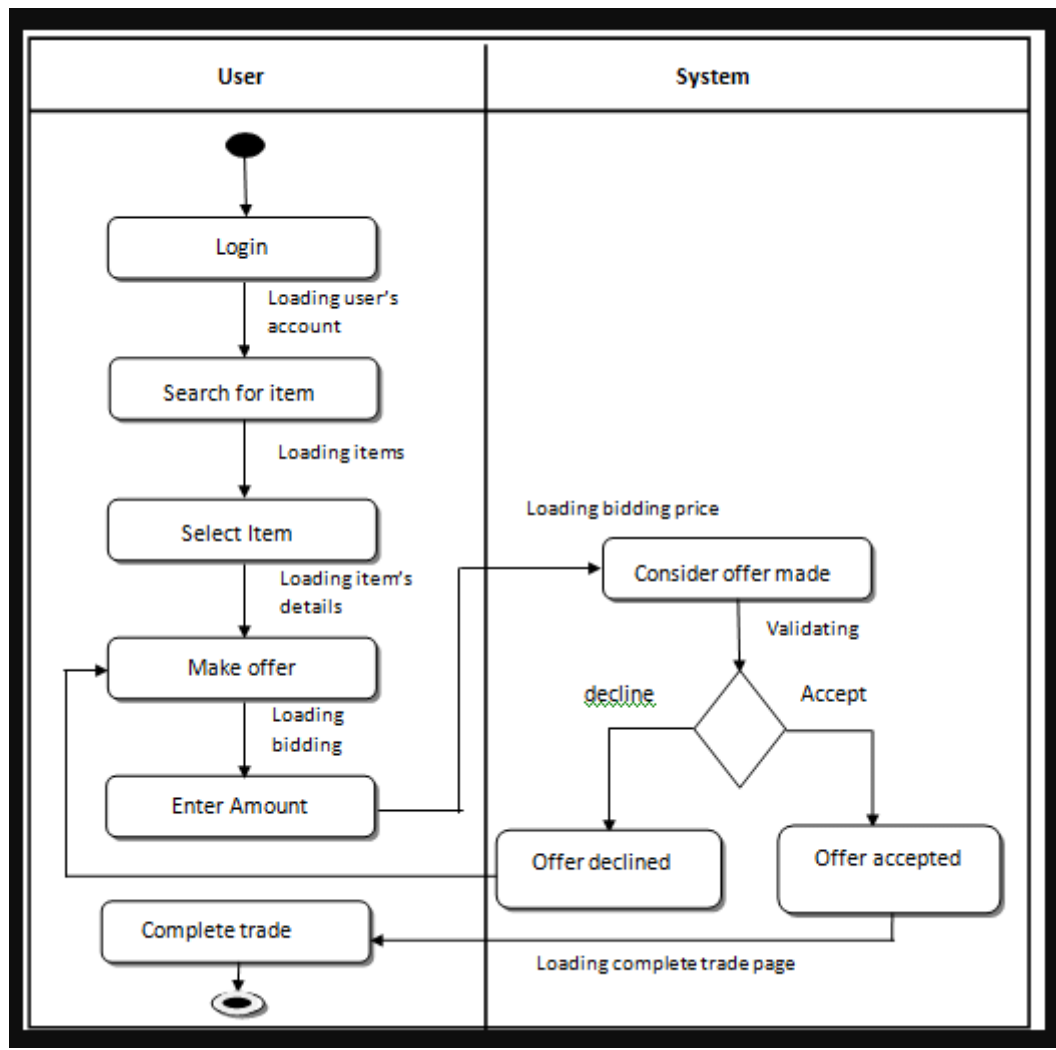 User
System
Login
Loading user's
account
Search for item
Loading items
Select Item
Loading item's
details
Make offer
Loading
bidding
Enter Amount
Loading bidding price
Consider offer made
Validating
decline
Accept
Offer declined
Offer accepted
Complete trade
Loading complete trade page